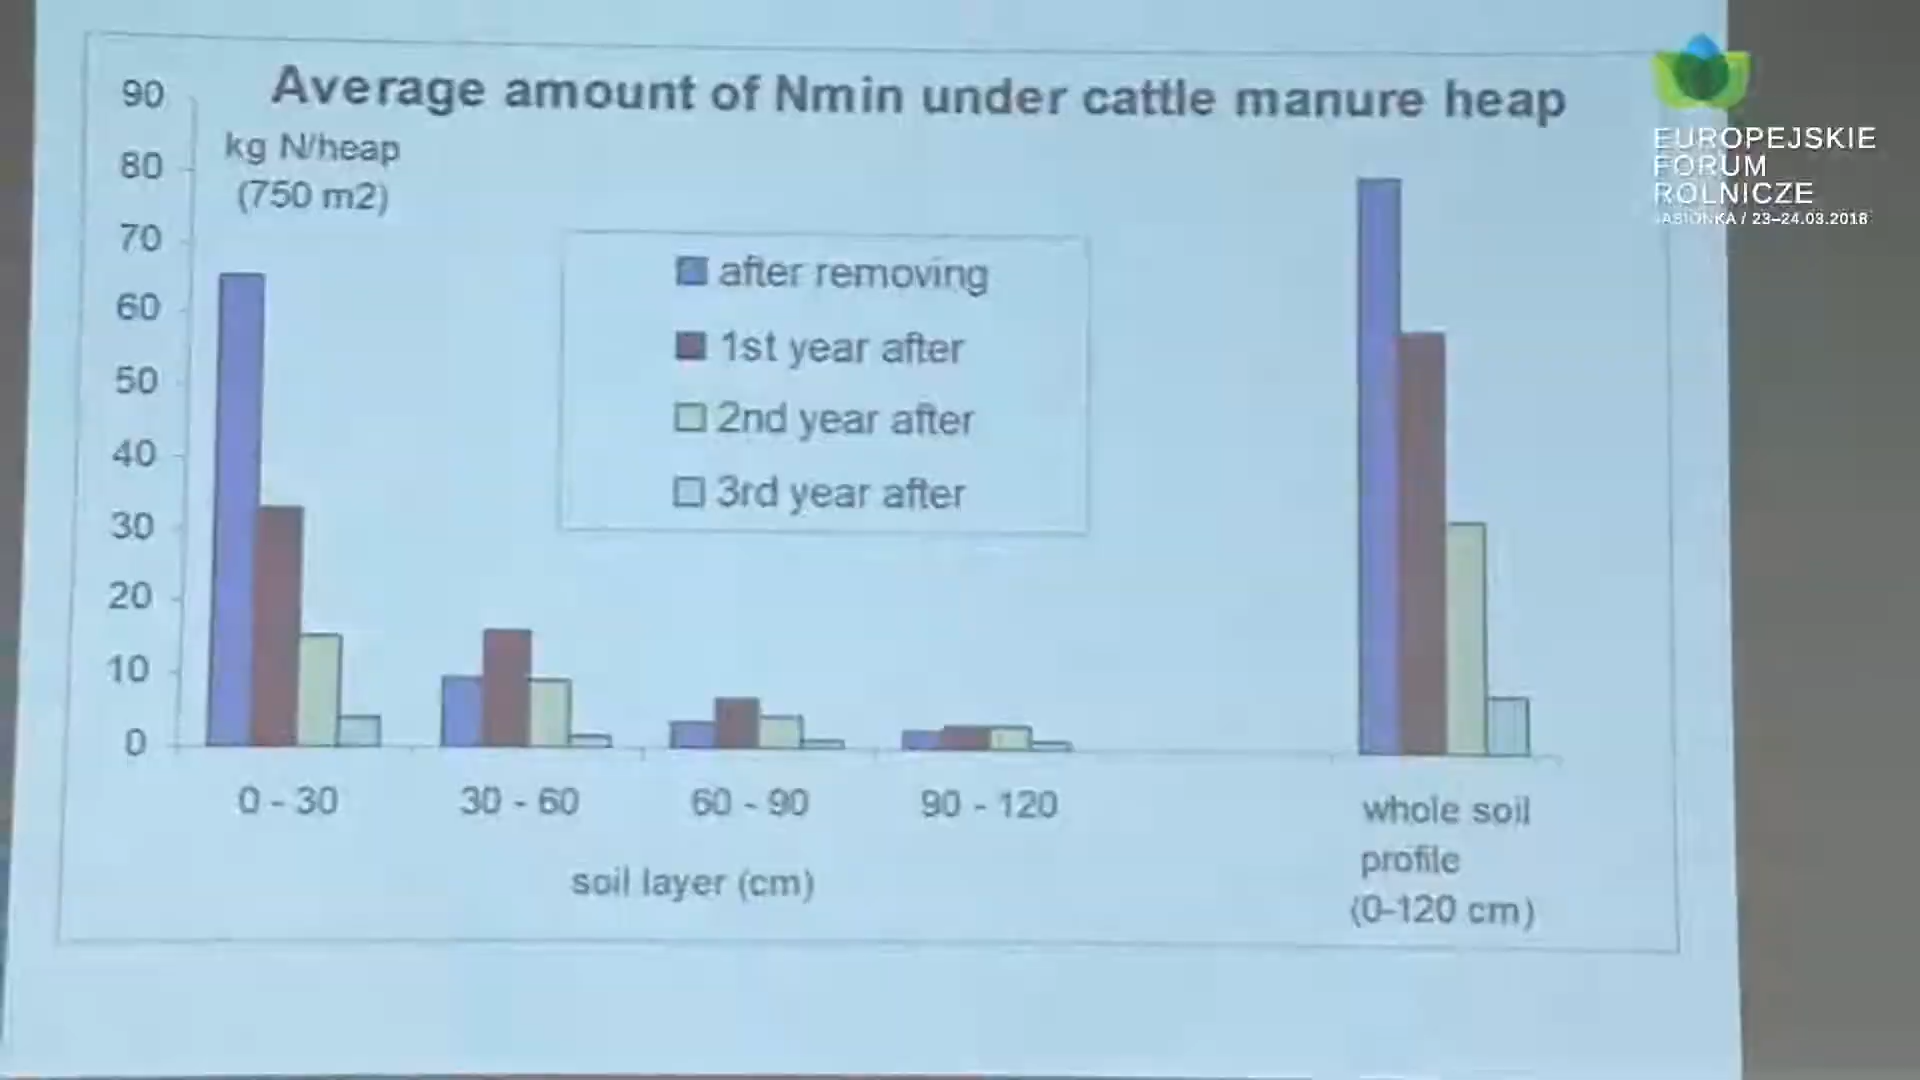 Average amount of Nmin under cattle manure heap
kg N/heap
(750 m2)
90
80
70
60
50
40
30
20
10
0
after removing
1st year after
2nd year after
3rd year after
0 - 30
30 - 60
60 - 90
90 - 120
whole soil
profile
(0-120 cm)
soil layer (cm)
EUROPEJSKIE
FORUM
ROLNICZE
JASIONKA / 23–24.03.2018